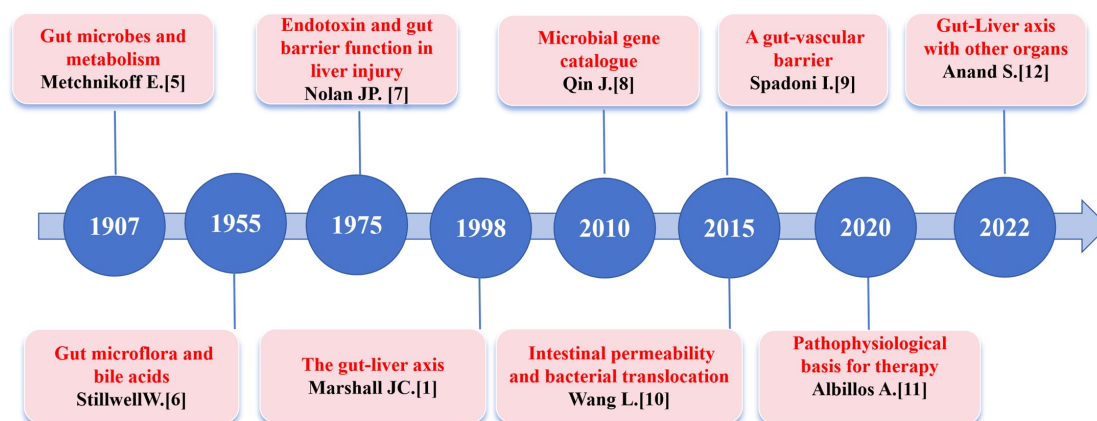 Gut microbes and
metabolism
Metchnikoff E.[5]
Endotoxin and gut
barrier function in
liver injury
Nolan JP. [7]
Microbial gene
catalogue
Qin J.[8]
A gut-vascular
barrier
Spadoni I.[9]
Gut-Liver axis
with other organs
Anand S.[12]
1907
1955
1975
1998
2010
2015
2020
2022
Gut microflora and
bile acids
StillwellW.[6]
The gut-liver axis
Marshall JC.[1]
Intestinal permeability
and bacterial translocation
Wang L.[10]
Pathophysiological
basis for therapy
Albillos A.[11]